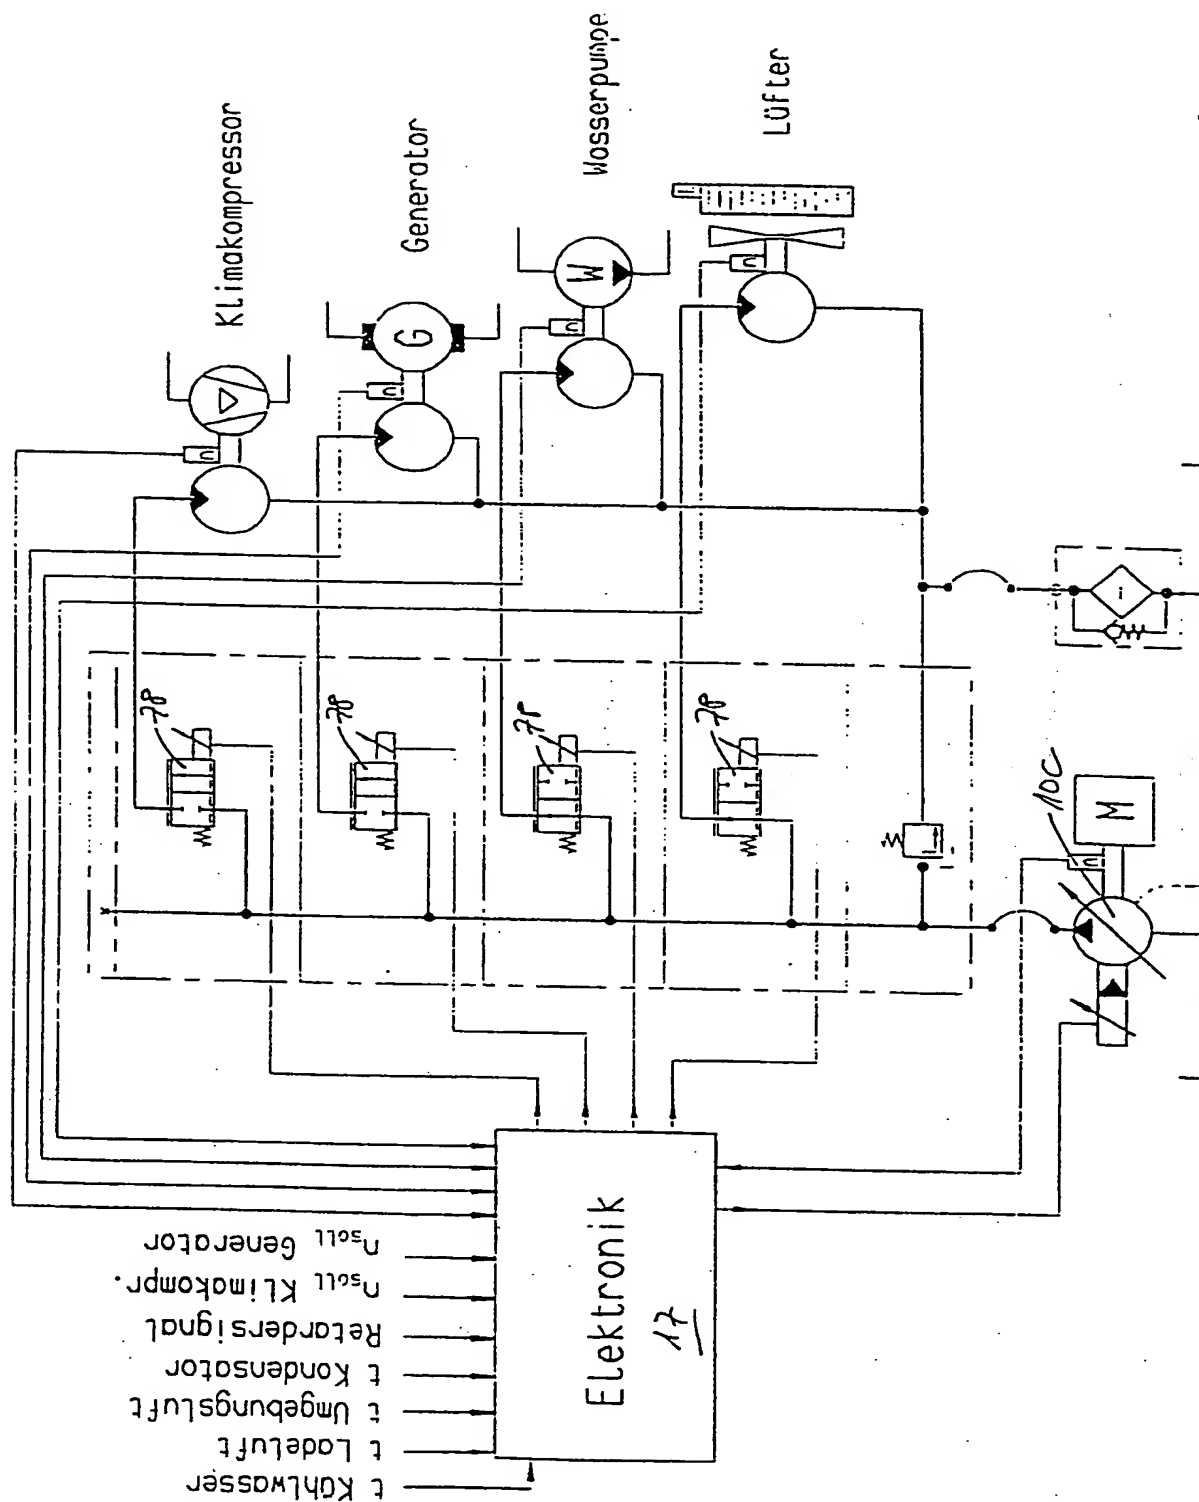 Klimakompressor
Generator
Wasserpumpe
Lüfter
G
W
78
78
78
78
10C
M
Elektronik
17
n soll Generator
n soll Klimakompr.
Retardersignal
t Kondensator
t Umgebungsluft
t Ladeluft
t Kühlwasser